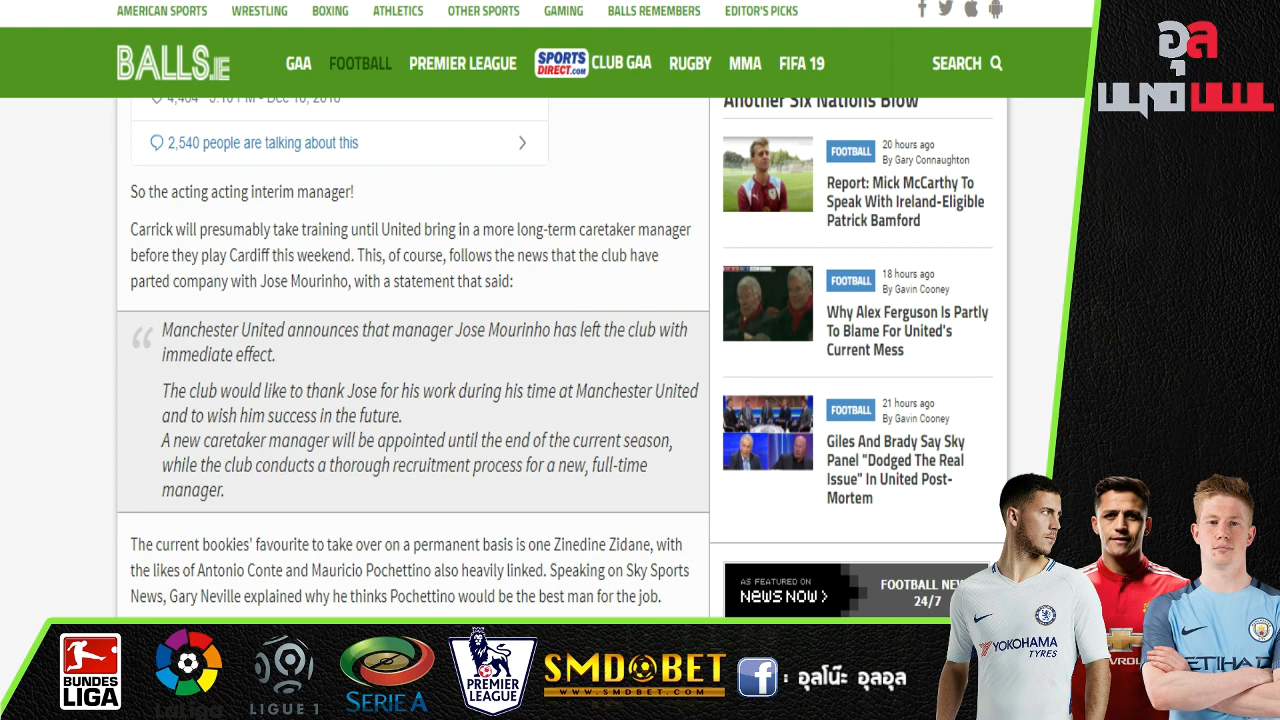 AMERICAN SPORTS WRESTLING BOXING ATHLETICS OTHER SPORTS GAMING BALLS REMEMBERS EDITOR'S PICKS
BALLS.IE GAA FOOTBALL PREMIER LEAGUE SPORTS DIRECT.COM CLUB GAA RUGBY MMA FIFA 19 SEARCH
2,540 people are talking about this
So the acting acting interim manager!
Carrick will presumably take training until United bring in a more long-term caretaker manager
before they play Cardiff this weekend. This, of course, follows the news that the club have
parted company with Jose Mourinho, with a statement that said:
Manchester United announces that manager Jose Mourinho has left the club with
immediate effect.
The club would like to thank Jose for his work during his time at Manchester United
and to wish him success in the future.
A new caretaker manager will be appointed until the end of the current season,
while the club conducts a thorough recruitment process for a new, full-time
manager.
The current bookies' favourite to take over on a permanent basis is one Zinedine Zidane, with
the likes of Antonio Conte and Mauricio Pochettino also heavily linked. Speaking on Sky Sports
News, Gary Neville explained why he thinks Pochettino would be the best man for the job.
Another Six Nations Blow
FOOTBALL
20 hours ago
By Gary Connaughton
Report: Mick McCarthy To
Speak With Ireland-Eligible
Patrick Bamford
FOOTBALL
18 hours ago
By Gavin Cooney
Why Alex Ferguson Is Partly
To Blame For United's
Current Mess
FOOTBALL
21 hours ago
By Gavin Cooney
Giles And Brady Say Sky
Panel "Dodged The Real
Issue" In United Post-
Mortem
AS FEATURED ON
NEWS NOW >
FOOTBALL NEW
24/7
YOKOHAMA
TYRES
ETIHAD
BUNDES
LIGA
LIGUE 1
SERIE A
PREMIER
LEAGUE
SMDBET
WWW.SMDBET.COM
f : อุลโน๊ะ อุลอุล